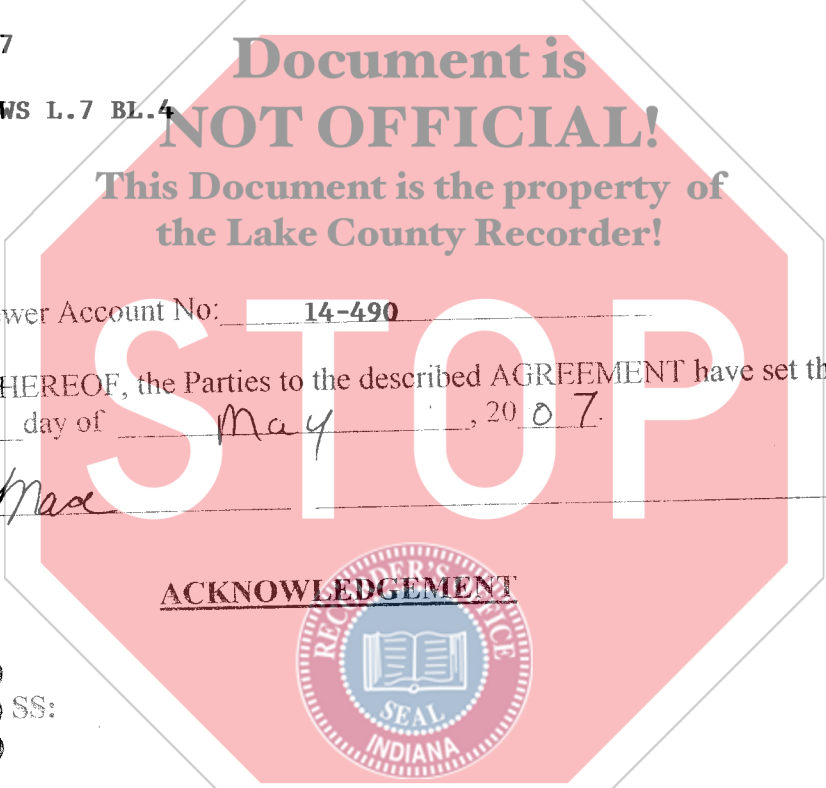 7
WS L.7 BL.4
Document is
NOT OFFICIAL!
This Document is the property of
the Lake County Recorder!
STOP
wer Account No: 14-490
HEREOF, the Parties to the described AGREEMENT have set th
day of May, 2007.
ACKNOWLEDGEMENT
RECORDER'S OFFICE
SEAL
INDIANA
)
) SS:
)